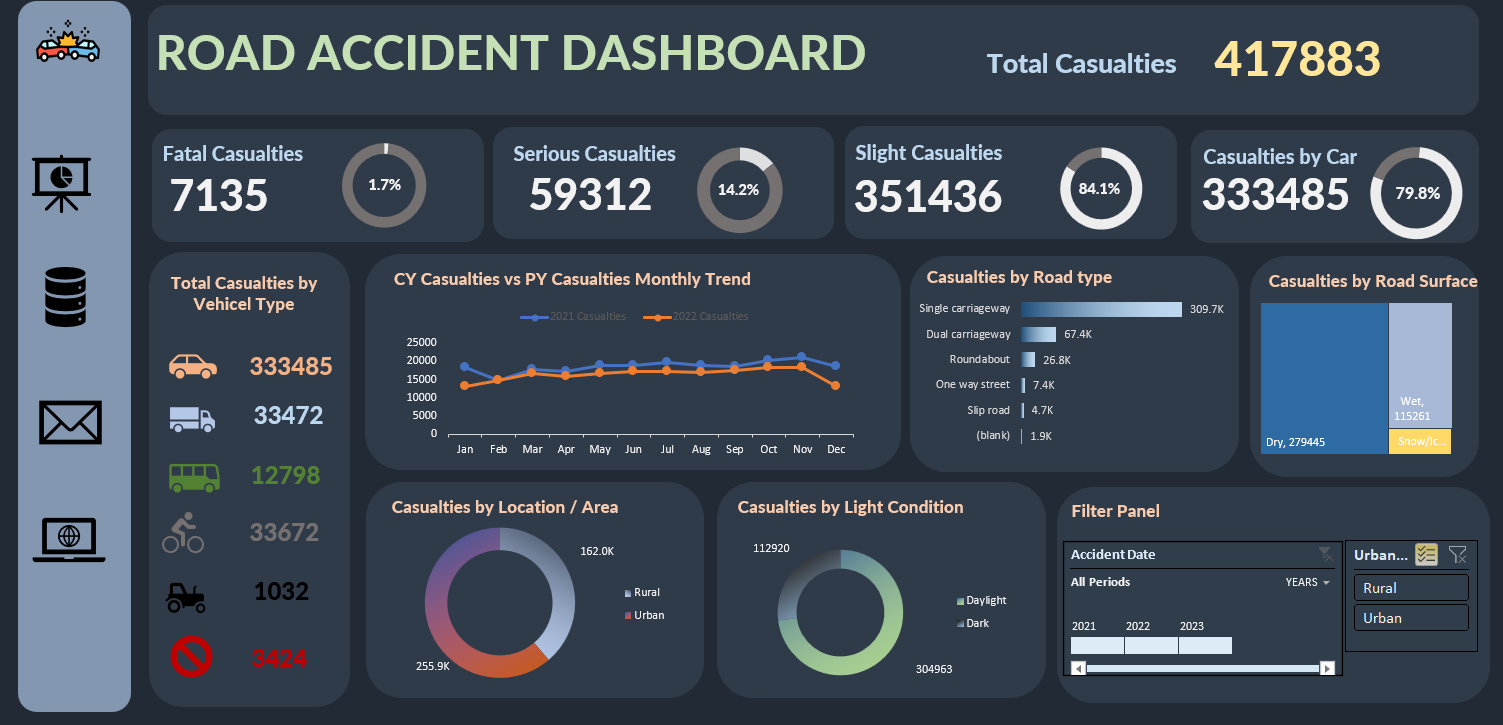 ROAD ACCIDENT DASHBOARD
Total Casualties 417883
Fatal Casualties
7135
1.7%
Serious Casualties
59312
14.2%
Slight Casualties
351436
84.1%
Casualties by Car
333485
79.8%
Total Casualties by
Vehicel Type
333485
33472
12798
33672
1032
3424
CY Casualties vs PY Casualties Monthly Trend
2021 Casualties 2022 Casualties
25000
20000
15000
10000
5000
0
Jan Feb Mar Apr May Jun Jul Aug Sep Oct Nov Dec
Casualties by Road type
Single carriageway 309.7K
Dual carriageway 67.4K
Roundabout 26.8K
One way street 7.4K
Slip road 4.7K
(blank) 1.9K
Casualties by Road Surface
Wet,
115261
Dry, 279445
Snow/Ic...
Casualties by Location / Area
162.0K
Rural
Urban
255.9K
Casualties by Light Condition
112920
Daylight
Dark
304963
Filter Panel
Accident Date
All Periods YEARS
2021 2022 2023
Urban...
Rural
Urban